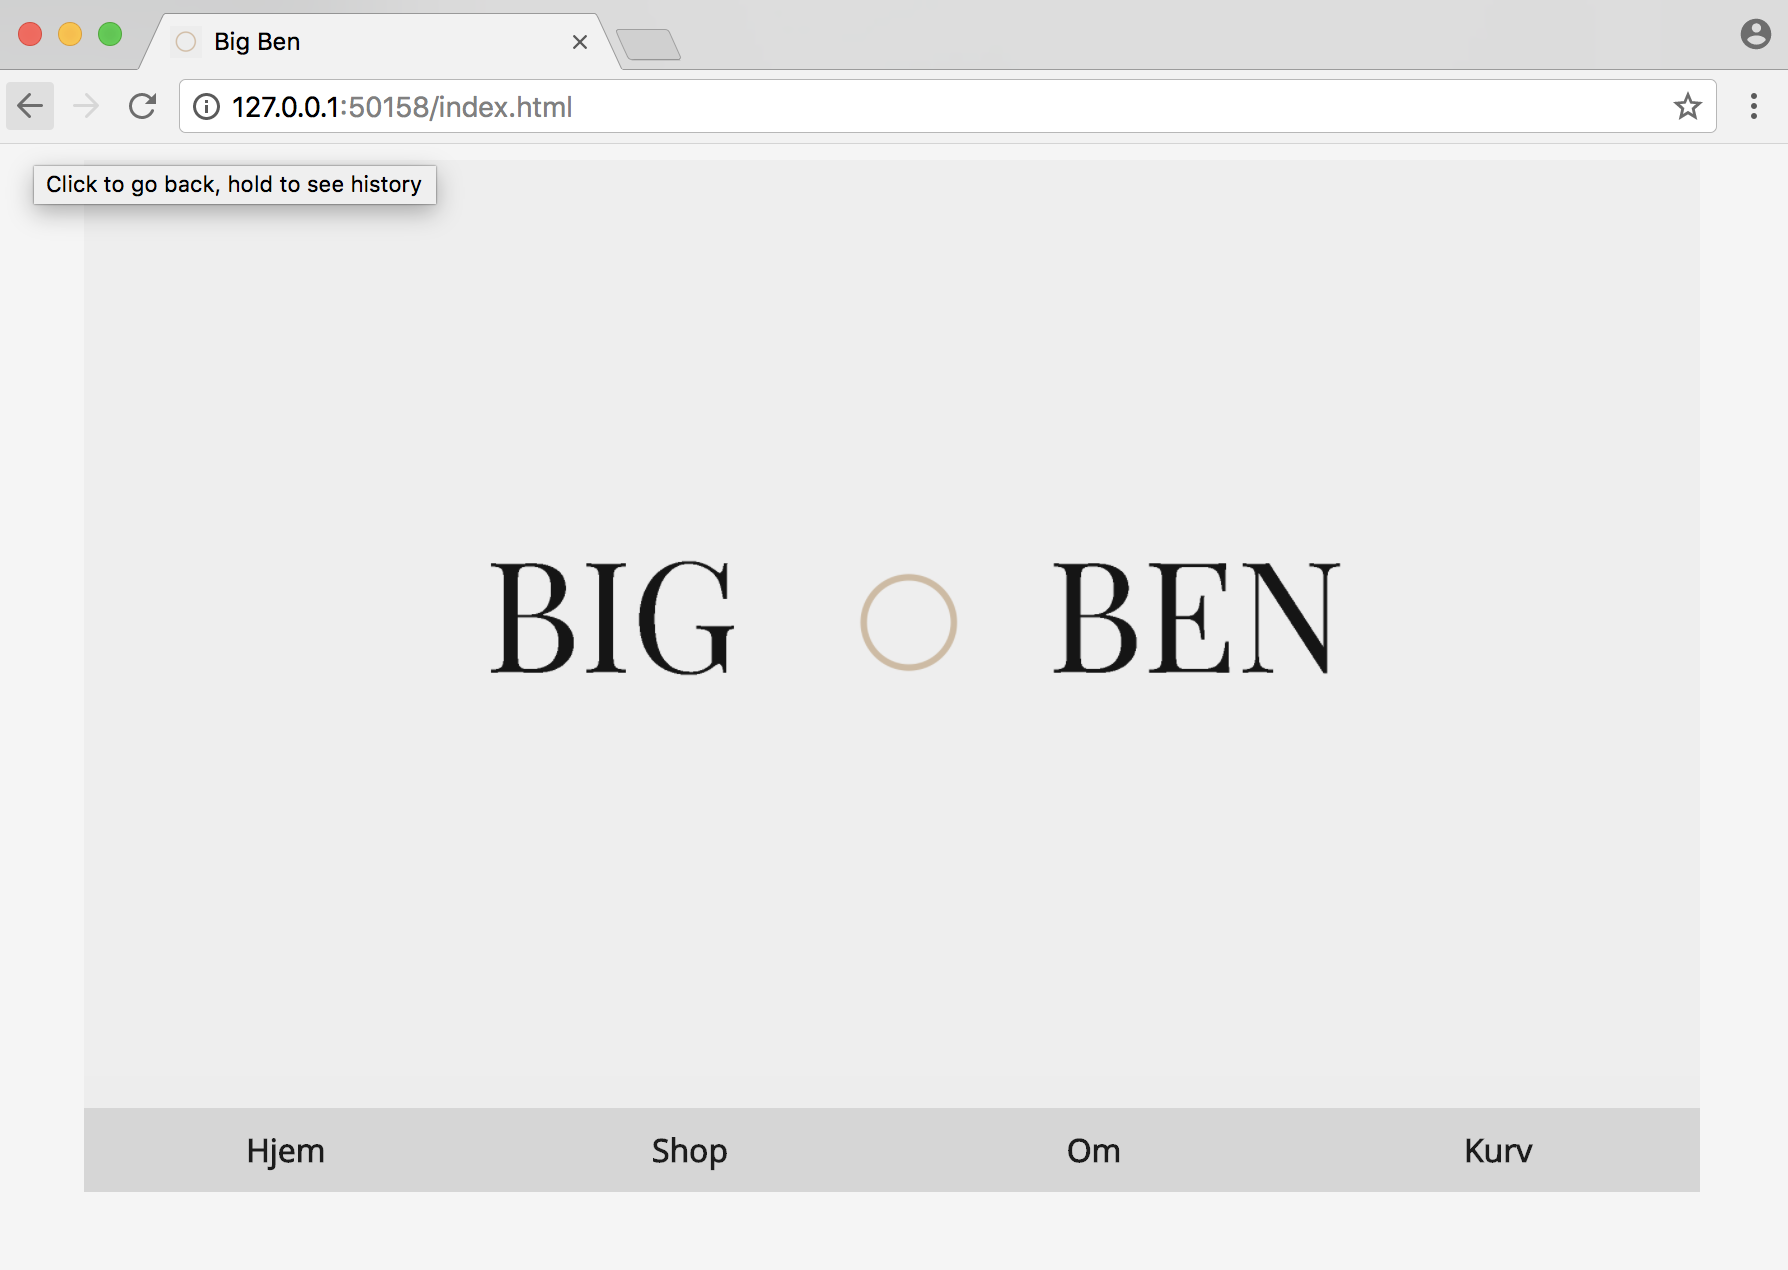 Big Ben
127.0.0.1:50158/index.html
Click to go back, hold to see history
BIG BEN
Hjem Shop Om Kurv